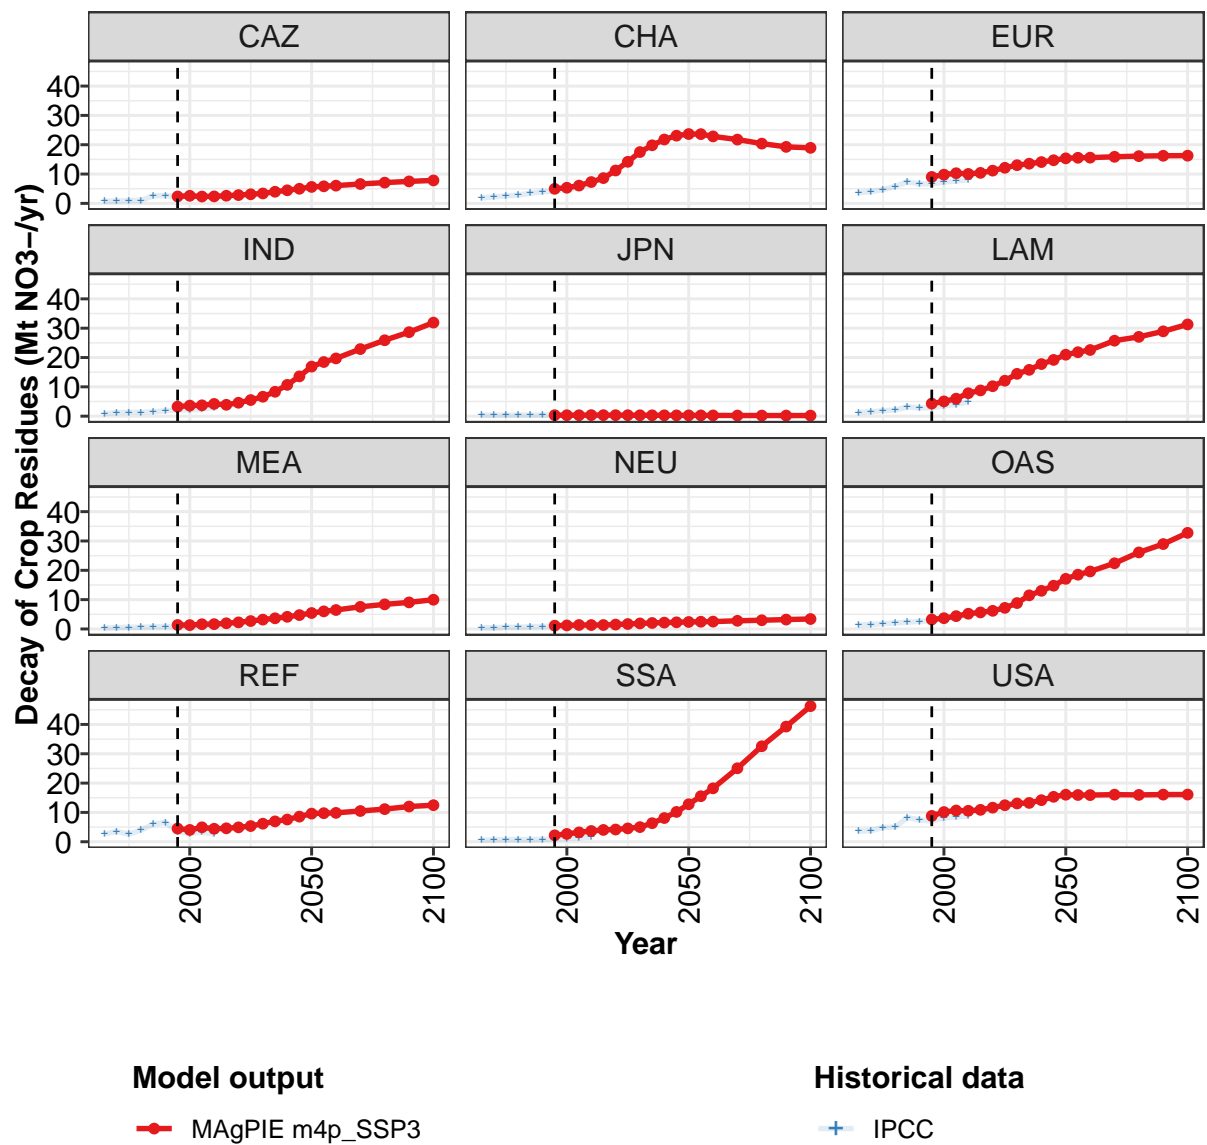 CAZ CHA EUR
40
30
20
10
0
IND JPN LAM
40
30
20
10
0
MEA NEU OAS
40
30
20
10
0
REF SSA USA
40
30
20
10
0
Decay of Crop Residues (Mt NO3−/yr)
2000 2050 2100 2000 2050 2100 2000 2050 2100
Year
Model output Historical data
MAgPIE m4p_SSP3 IPCC